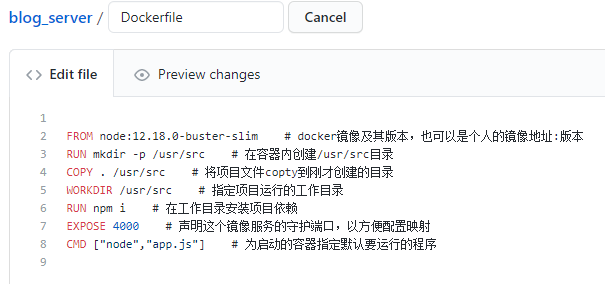 blog_server / Dockerfile Cancel
<> Edit file Preview changes
1
2 FROM node:12.18.0-buster-slim # docker镜像及其版本，也可以是个人的镜像地址:版本
3 RUN mkdir -p /usr/src # 在容器内创建/usr/src目录
4 COPY . /usr/src # 将项目文件copty到刚才创建的目录
5 WORKDIR /usr/src # 指定项目运行的工作目录
6 RUN npm i # 在工作目录安装项目依赖
7 EXPOSE 4000 # 声明这个镜像服务的守护端口，以方便配置映射
8 CMD ["node","app.js"] # 为启动的容器指定默认要运行的程序
9